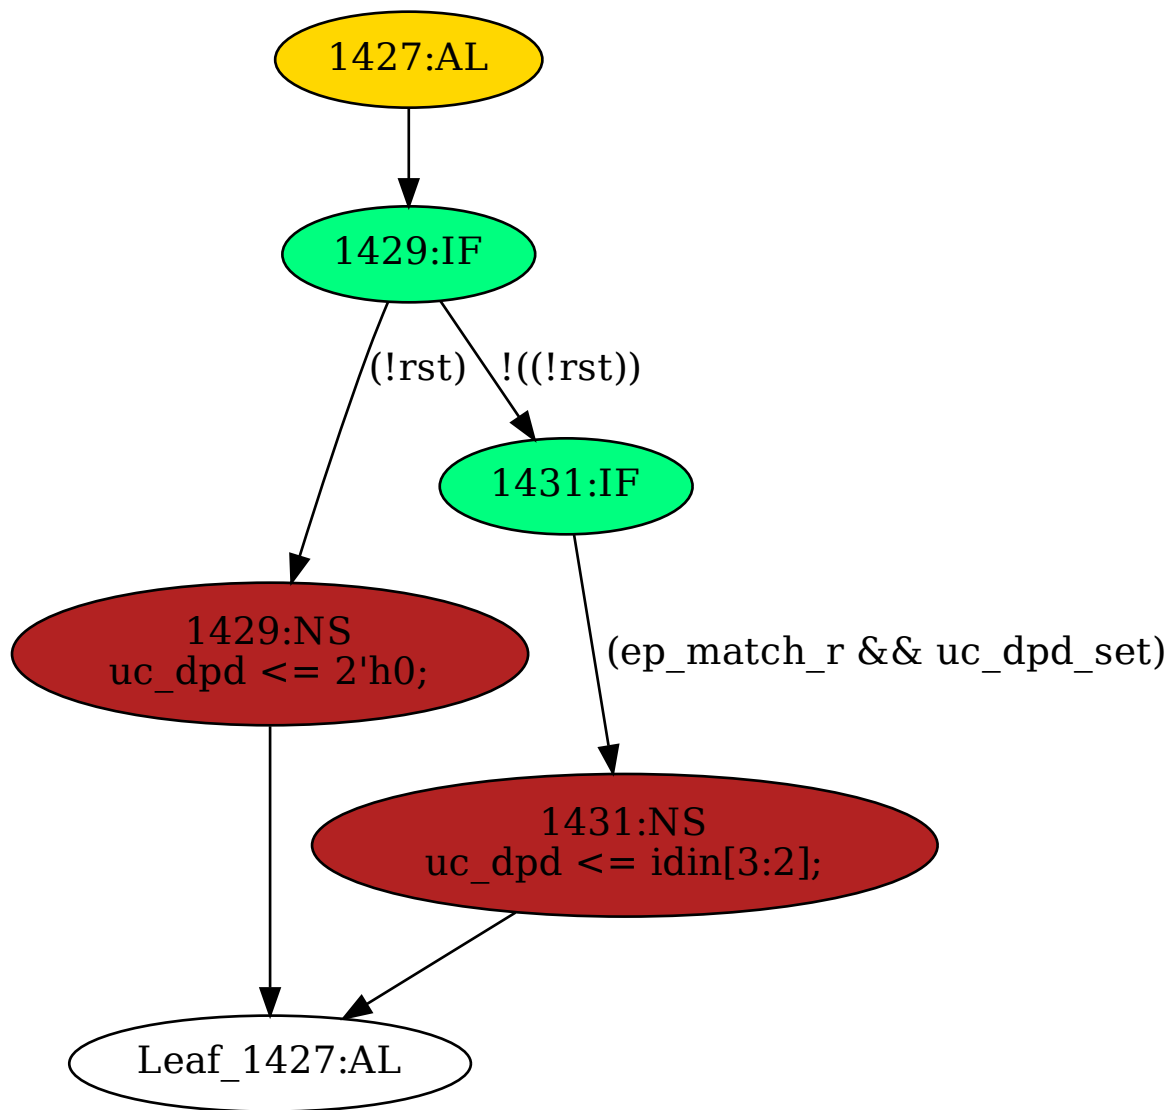 1427:AL
1429:IF
(!rst)
!((!rst))
1431:IF
1429:NS
uc_dpd <= 2'h0;
(ep_match_r && uc_dpd_set)
1431:NS
uc_dpd <= idin[3:2];
Leaf_1427:AL